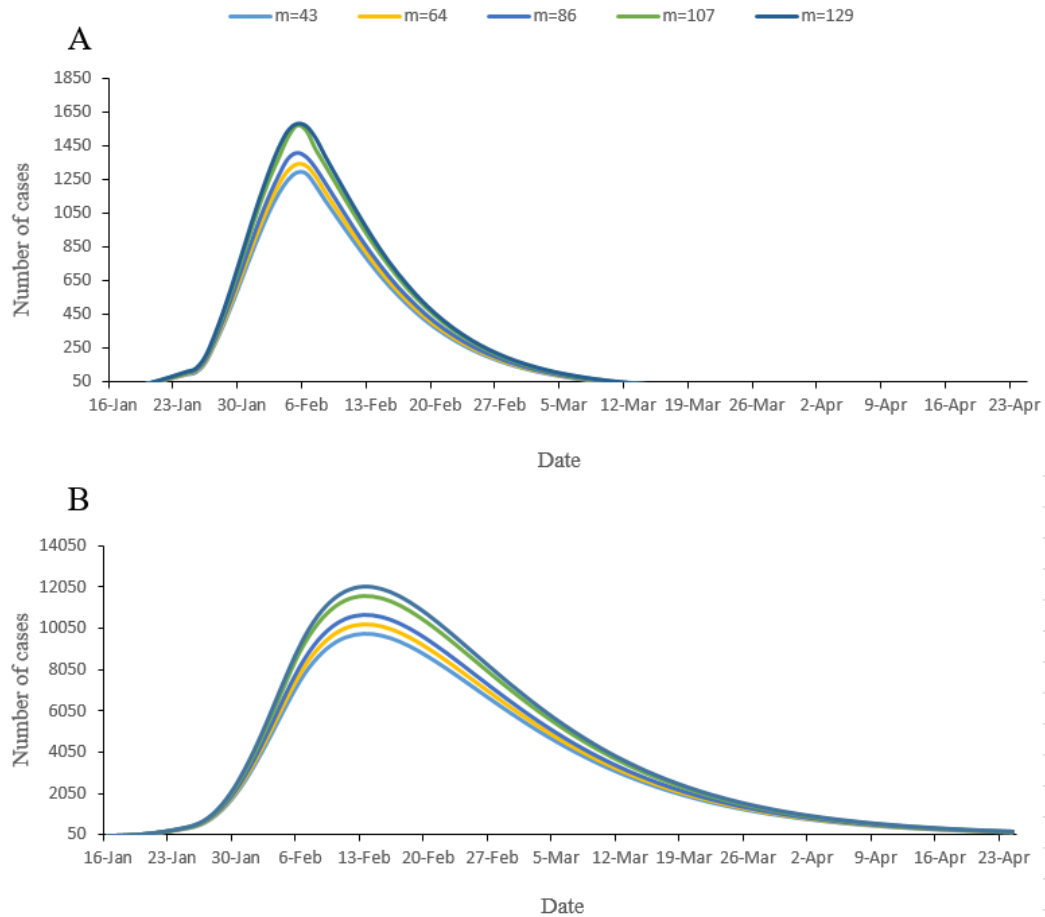 m=43 m=64 m=86 m=107 m=129
A
1850
1650
1450
1250
1050
850
650
450
250
50
Number of cases
16-Jan 23-Jan 30-Jan 6-Feb 13-Feb 20-Feb 27-Feb 5-Mar 12-Mar 19-Mar 26-Mar 2-Apr 9-Apr 16-Apr 23-Apr
Date
B
14050
12050
10050
8050
6050
4050
2050
50
Number of cases
16-Jan 23-Jan 30-Jan 6-Feb 13-Feb 20-Feb 27-Feb 5-Mar 12-Mar 19-Mar 26-Mar 2-Apr 9-Apr 16-Apr 23-Apr
Date